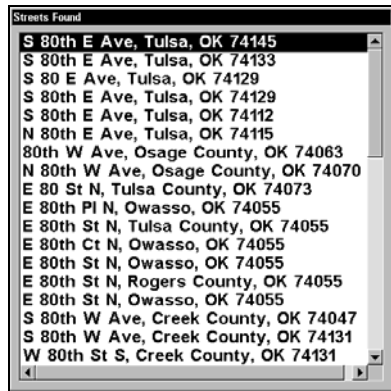 Streets Found
S 80th E Ave, Tulsa, OK 74145
S 80th E Ave, Tulsa, OK 74133
S 80 E Ave, Tulsa, OK 74129
S 80th E Ave, Tulsa, OK 74129
S 80th E Ave, Tulsa, OK 74112
N 80th E Ave, Tulsa, OK 74115
80th W Ave, Osage County, OK 74063
N 80th W Ave, Osage County, OK 74070
E 80 St N, Tulsa County, OK 74073
E 80th Pl N, Owasso, OK 74055
E 80th St N, Tulsa County, OK 74055
E 80th Ct N, Owasso, OK 74055
E 80th St N, Owasso, OK 74055
E 80th St N, Rogers County, OK 74055
E 80th St N, Owasso, OK 74055
S 80th W Ave, Creek County, OK 74047
S 80th W Ave, Creek County, OK 74131
W 80th St S, Creek County, OK 74131